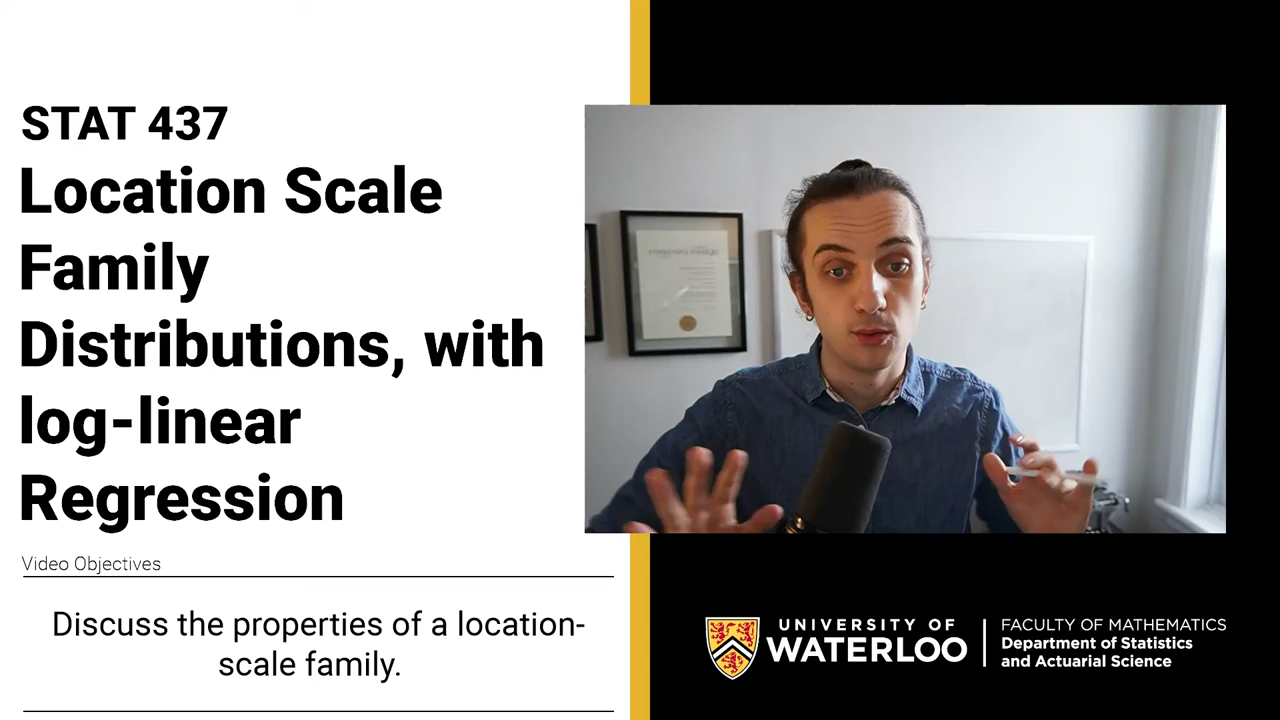 STAT 437
Location Scale
Family
Distributions, with
log-linear
Regression
Video Objectives
Discuss the properties of a location-
scale family.
UNIVERSITY OF
WATERLOO
FACULTY OF MATHEMATICS
Department of Statistics
and Actuarial Science